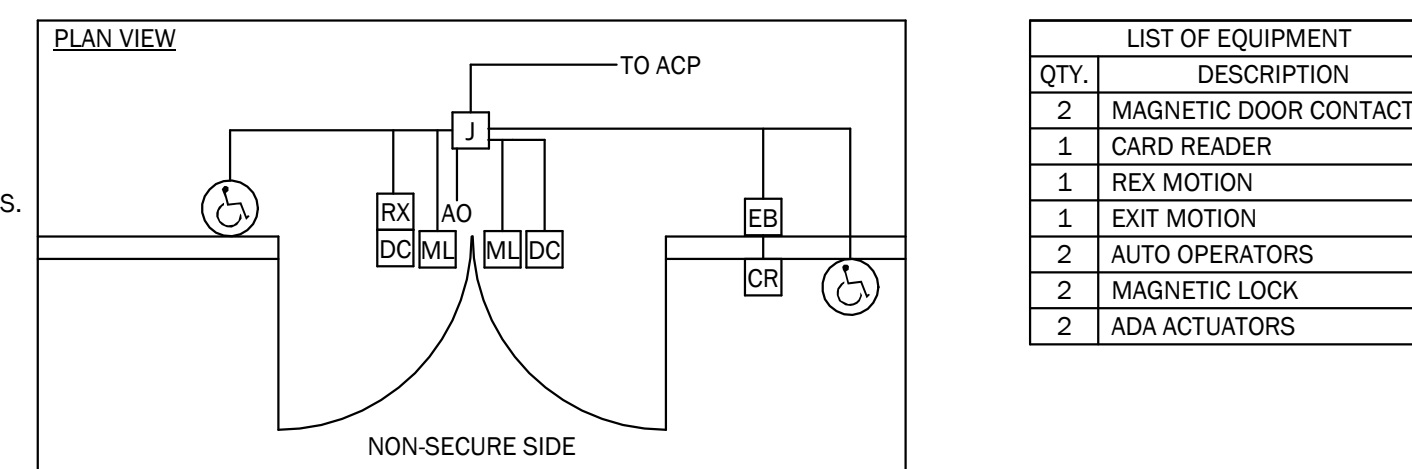 PLAN VIEW
TO ACP
J
S.
RX
AO
EB
DC
ML
ML
DC
CR
NON-SECURE SIDE
LIST OF EQUIPMENT
QTY. DESCRIPTION
2 MAGNETIC DOOR CONTACT
1 CARD READER
1 REX MOTION
1 EXIT MOTION
2 AUTO OPERATORS
2 MAGNETIC LOCK
2 ADA ACTUATORS